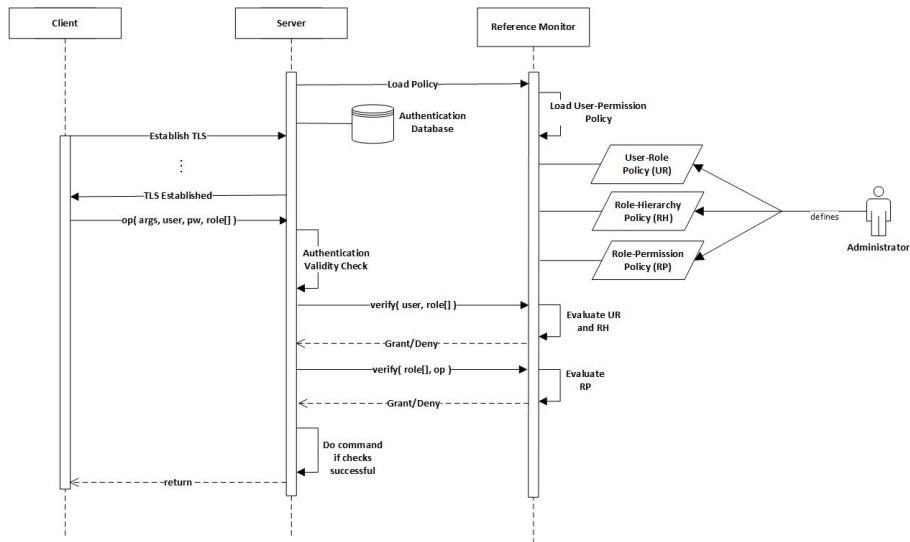 Client
Server
Reference Monitor
Load Policy
Load User-Permission
Policy
Authentication
Database
Establish TLS
User-Role
Policy (UR)
TLS Established
Role-Hierarchy
Policy (RH)
defines
op( args, user, pw, role[] )
Administrator
Authentication
Validity Check
Role-Permission
Policy (RP)
verify( user, role[] )
Evaluate UR
and RH
Grant/Deny
verify( role[], op )
Evaluate
RP
Grant/Deny
Do command
if checks
successful
return